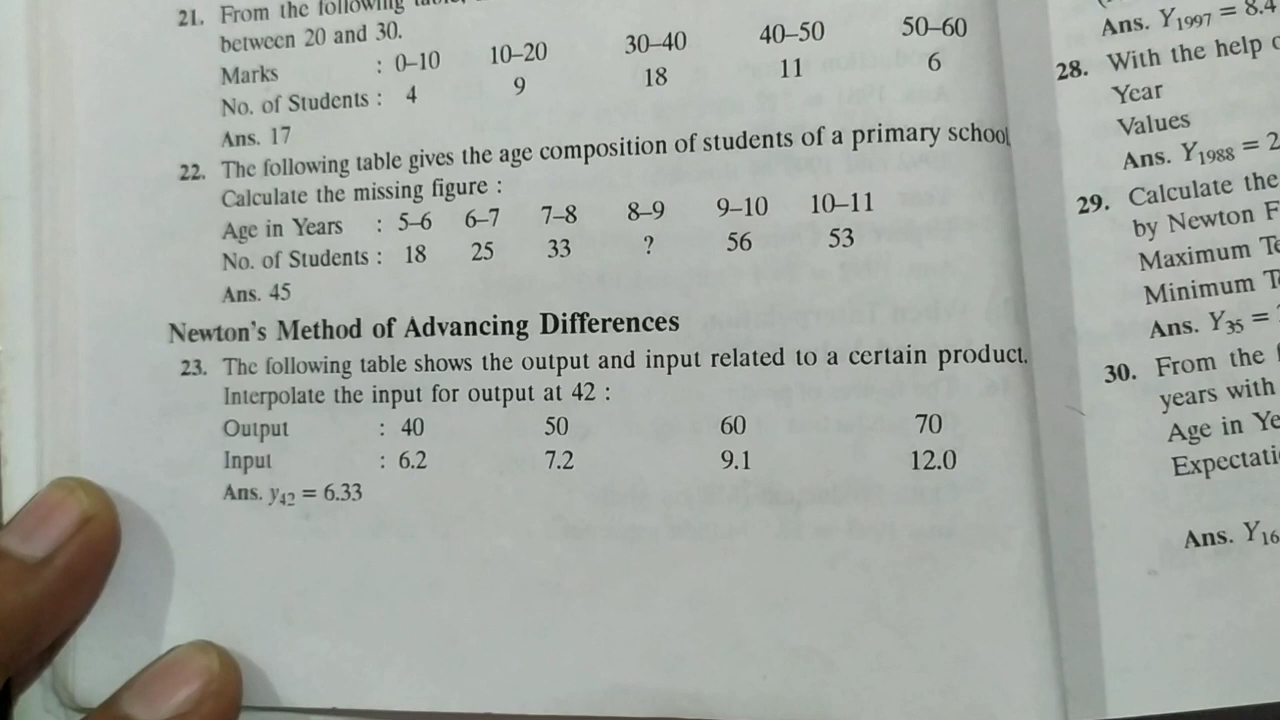 21. From the following
between 20 and 30.
Marks : 0–10 10–20 30–40 40–50 50–60
No. of Students : 4 9 18 11 6
Ans. 17
22. The following table gives the age composition of students of a primary school
Calculate the missing figure :
Age in Years : 5–6 6–7 7–8 8–9 9–10 10–11
No. of Students : 18 25 33 ? 56 53
Ans. 45
Newton's Method of Advancing Differences
23. The following table shows the output and input related to a certain product.
Interpolate the input for output at 42 :
Output : 40 50 60 70
Input : 6.2 7.2 9.1 12.0
Ans. y42 = 6.33
Ans. Y1997 = 8.4
28. With the help
Year
Values
Ans. Y1988 = 2
29. Calculate the
by Newton F
Maximum Te
Minimum T
Ans. Y35 =
30. From the
years with
Age in Ye
Expectati
Ans. Y16